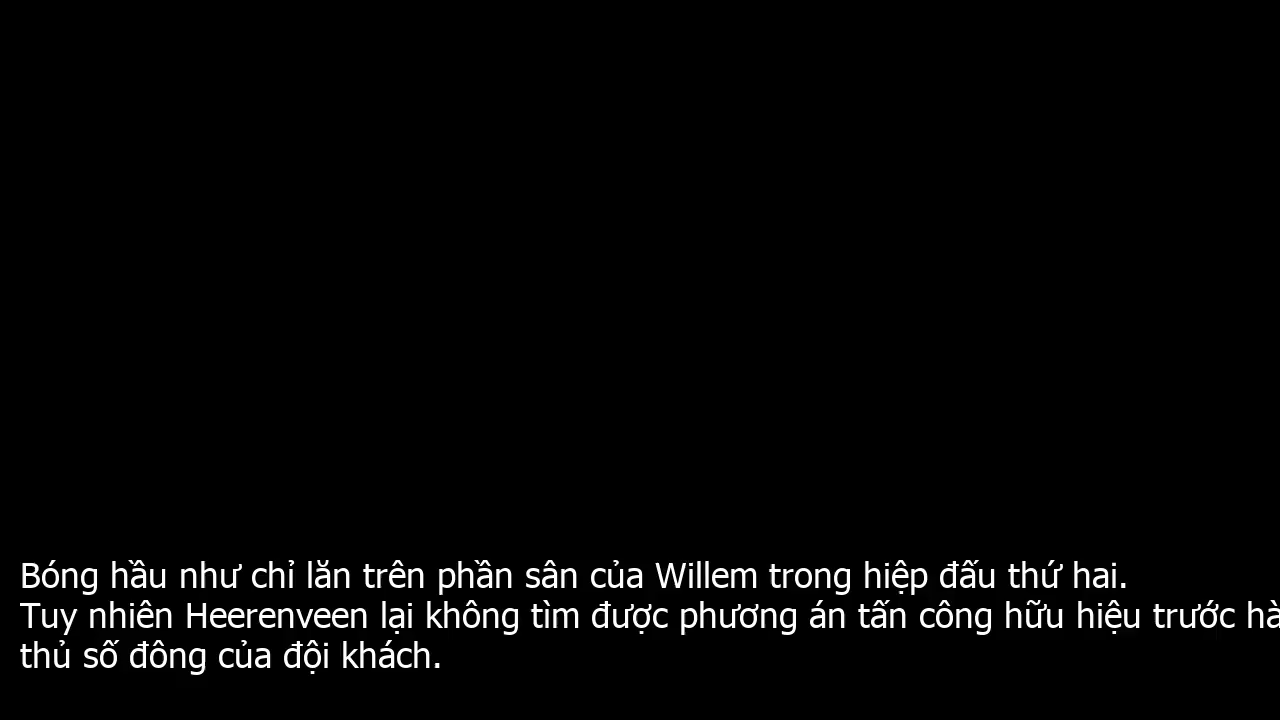 Bóng hầu như chỉ lăn trên phần sân của Willem trong hiệp đấu thứ hai.
Tuy nhiên Heerenveen lại không tìm được phương án tấn công hữu hiệu trước
thủ số đông của đội khách.